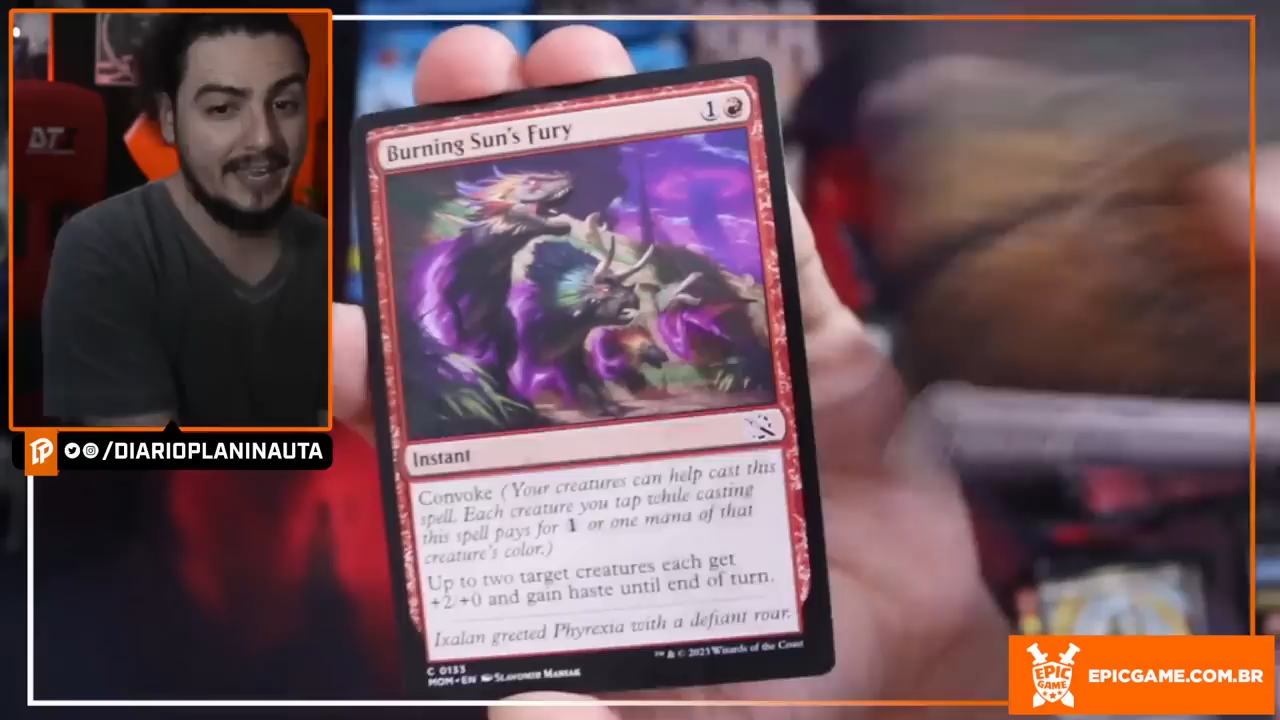 DT
/DIARIOPLANINAUTA
Burning Sun's Fury
1
Instant
Convoke (Your creatures can help cast this
spell. Each creature you tap while casting
this spell pays for 1 or one mana of that
creature's color.)
Up to two target creatures each get
+2/+0 and gain haste until end of turn.
Ixalan greeted Phyrexia with a defiant roar.
C 0133
MOM • EN SLAWOMIR MANIAK
™ & © 2023 Wizards of the Coast
EPIC
GAME
EPICGAME.COM.BR